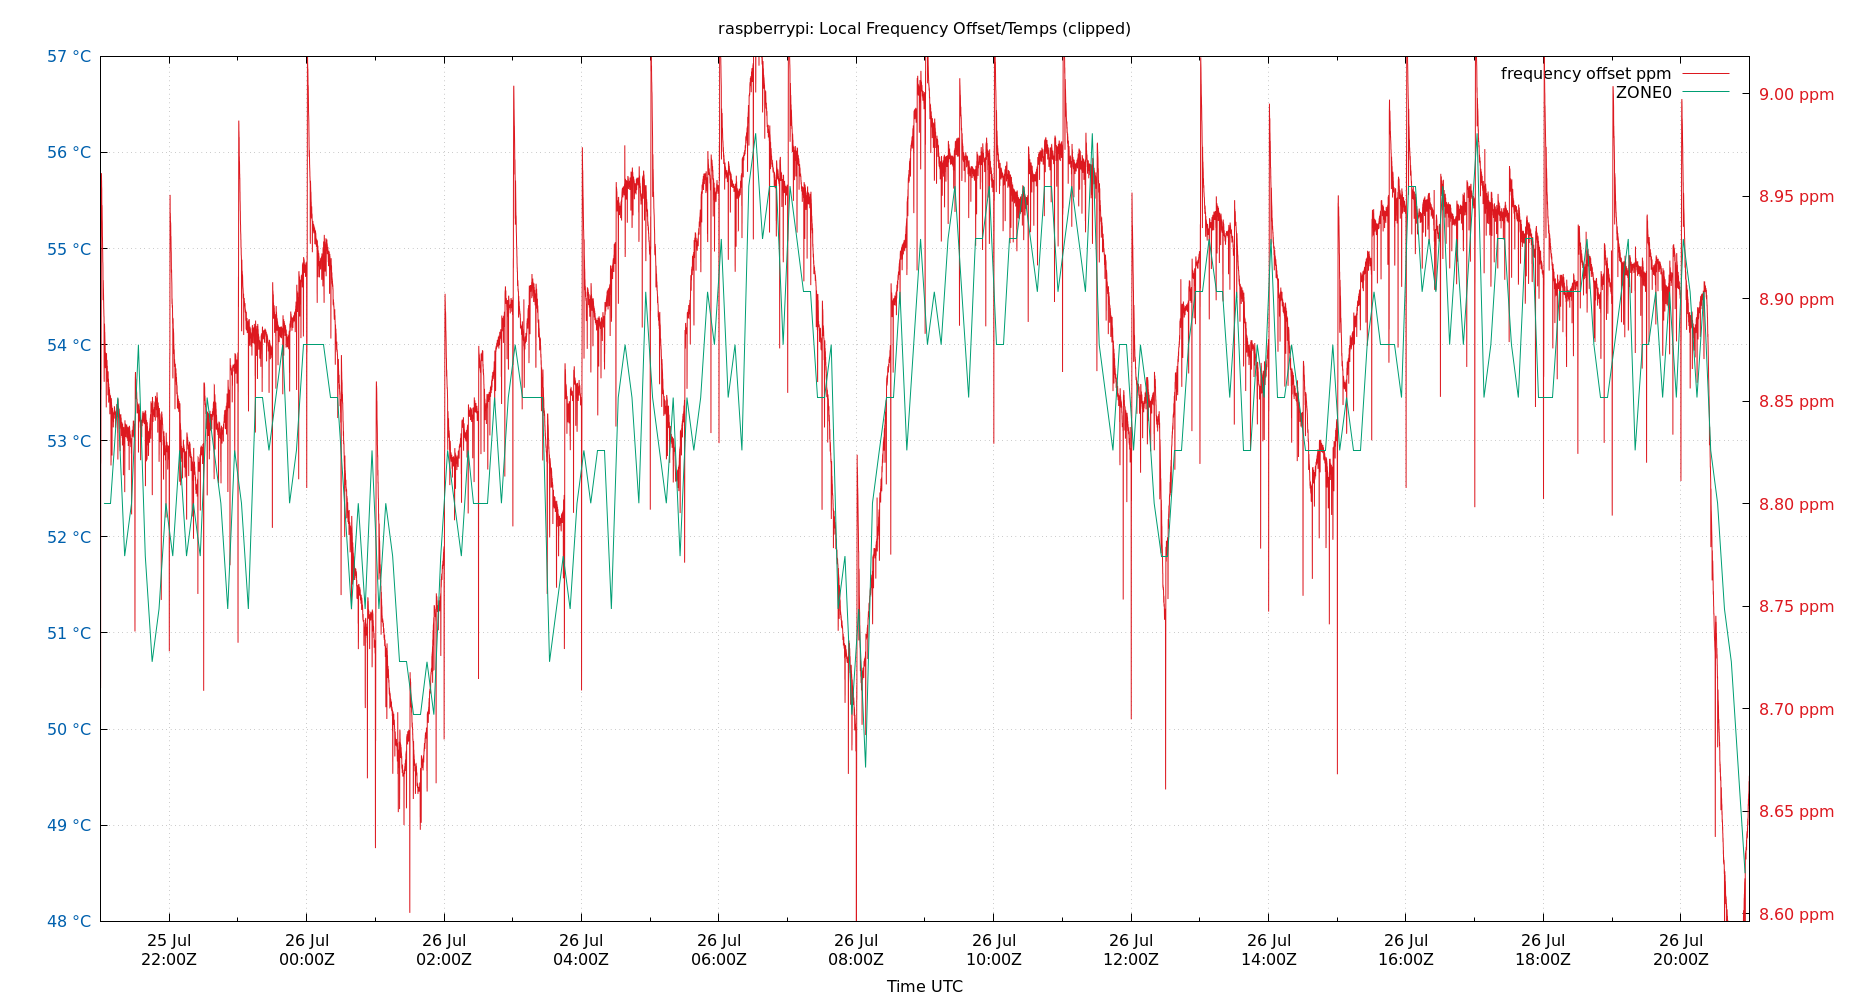 raspberrypi: Local Frequency Offset/Temps (clipped)
57 °C
56 °C
55 °C
54 °C
53 °C
52 °C
51 °C
50 °C
49 °C
48 °C
frequency offset ppm
ZONE0
9.00 ppm
8.95 ppm
8.90 ppm
8.85 ppm
8.80 ppm
8.75 ppm
8.70 ppm
8.65 ppm
8.60 ppm
25 Jul
22:00Z
26 Jul
00:00Z
26 Jul
02:00Z
26 Jul
04:00Z
26 Jul
06:00Z
26 Jul
08:00Z
26 Jul
10:00Z
26 Jul
12:00Z
26 Jul
14:00Z
26 Jul
16:00Z
26 Jul
18:00Z
26 Jul
20:00Z
Time UTC